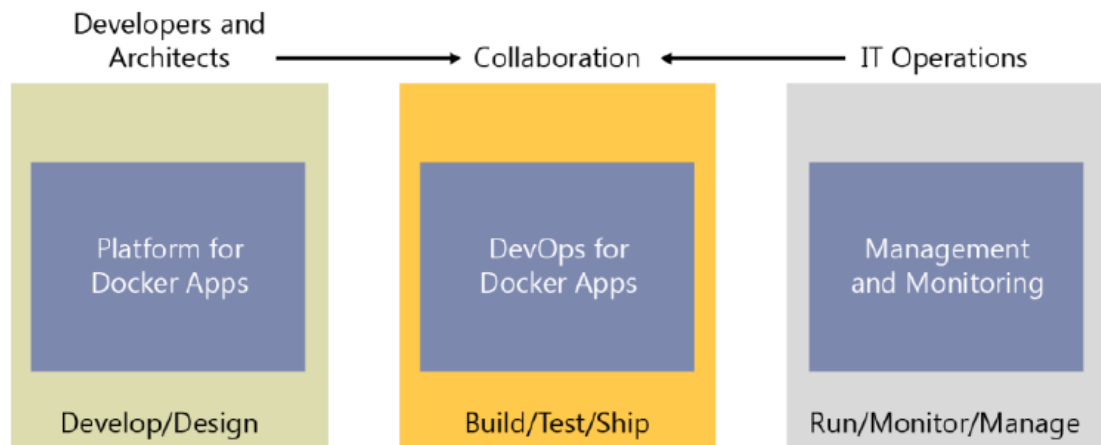 Developers and
Architects
Collaboration
IT Operations
Platform for
Docker Apps
DevOps for
Docker Apps
Management
and Monitoring
Develop/Design
Build/Test/Ship
Run/Monitor/Manage